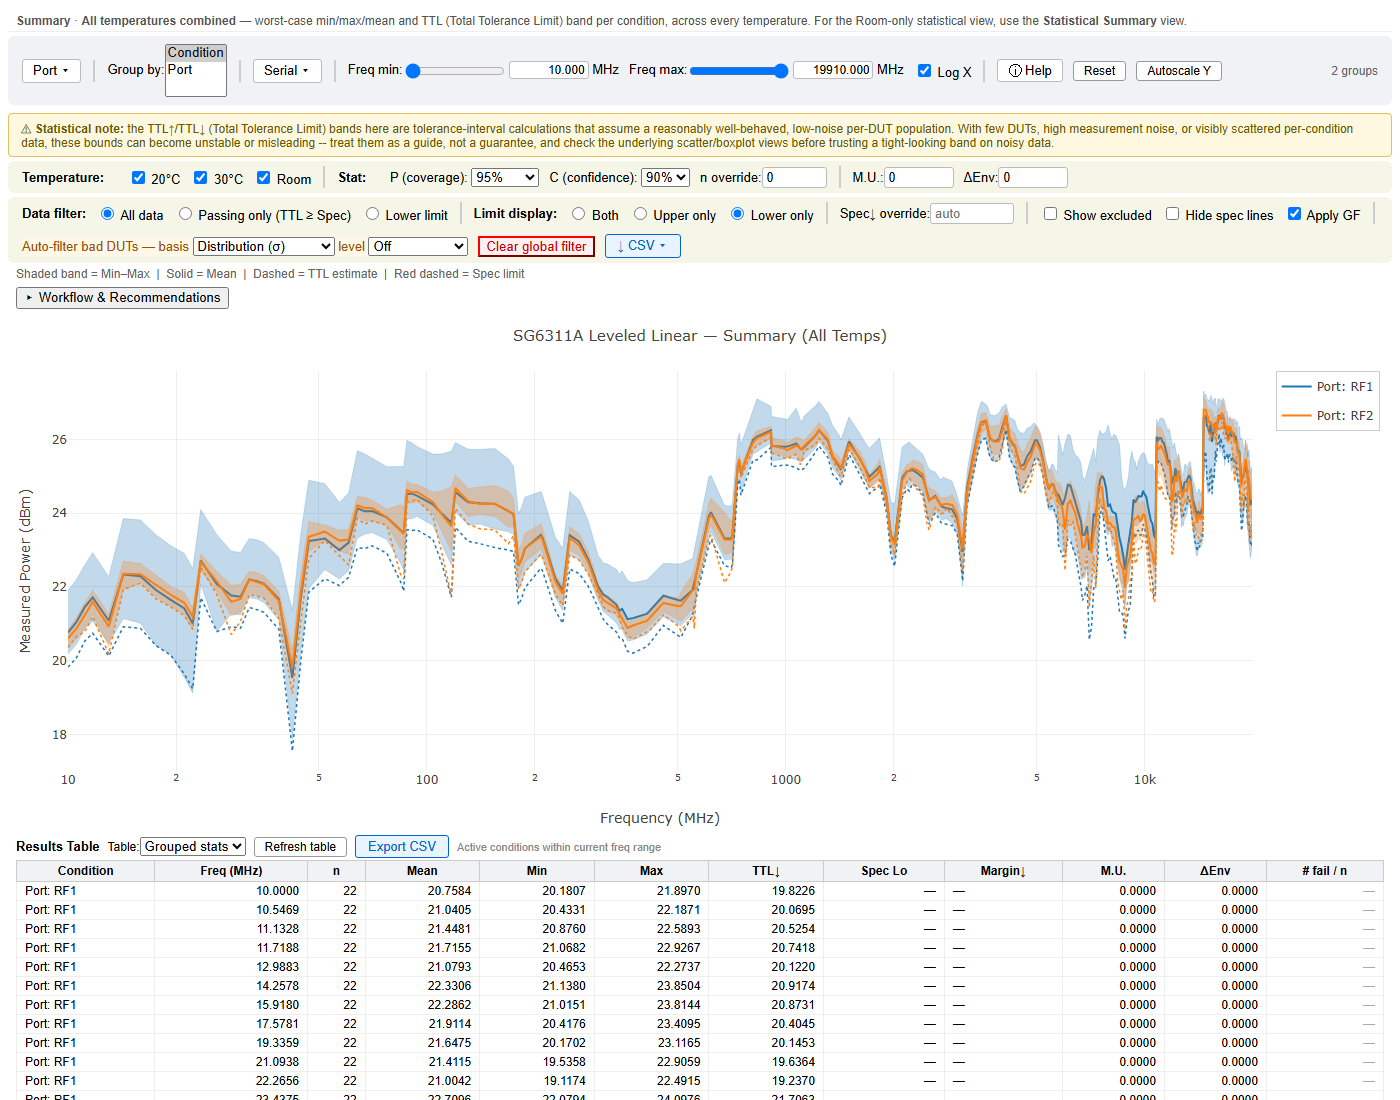 Summary · All temperatures combined — worst-case min/max/mean and TTL (Total Tolerance Limit) band per condition, across every temperature. For the Room-only statistical view, use the Statistical Summary view.
Port ▾ Group by: Condition Port Serial ▾ Freq min: 10.000 MHz Freq max: 19910.000 MHz Log X ⓘ Help Reset Autoscale Y 2 groups
⚠ Statistical note: the TTL↑/TTL↓ (Total Tolerance Limit) bands here are tolerance-interval calculations that assume a reasonably well-behaved, low-noise per-DUT population. With few DUTs, high measurement noise, or visibly scattered per-condition
data, these bounds can become unstable or misleading -- treat them as a guide, not a guarantee, and check the underlying scatter/boxplot views before trusting a tight-looking band on noisy data.
Temperature: 20°C 30°C Room Stat: P (coverage): 95% C (confidence): 90% n override: 0 M.U.: 0 ΔEnv: 0
Data filter: All data Passing only (TTL ≥ Spec) Lower limit Limit display: Both Upper only Lower only Spec↓ override: auto Show excluded Hide spec lines Apply GF
Auto-filter bad DUTs — basis Distribution (σ) level Off Clear global filter ↓ CSV ▾
Shaded band = Min–Max | Solid = Mean | Dashed = TTL estimate | Red dashed = Spec limit
▸ Workflow & Recommendations
SG6311A Leveled Linear — Summary (All Temps)
Port: RF1
Port: RF2
Measured Power (dBm)
26
24
22
20
18
10 2 5 100 2 5 1000 2 5 10k
Frequency (MHz)
Results Table Table: Grouped stats Refresh table Export CSV Active conditions within current freq range
Condition Freq (MHz) n Mean Min Max TTL↓ Spec Lo Margin↓ M.U. ΔEnv # fail / n
Port: RF1 10.0000 22 20.7584 20.1807 21.8970 19.8226 — — 0.0000 0.0000 —
Port: RF1 10.5469 22 21.0405 20.4331 22.1871 20.0695 — — 0.0000 0.0000 —
Port: RF1 11.1328 22 21.4481 20.8760 22.5893 20.5254 — — 0.0000 0.0000 —
Port: RF1 11.7188 22 21.7155 21.0682 22.9267 20.7418 — — 0.0000 0.0000 —
Port: RF1 12.9883 22 21.0793 20.4653 22.2737 20.1220 — — 0.0000 0.0000 —
Port: RF1 14.2578 22 22.3306 21.1380 23.8504 20.9174 — — 0.0000 0.0000 —
Port: RF1 15.9180 22 22.2862 21.0151 23.8144 20.8731 — — 0.0000 0.0000 —
Port: RF1 17.5781 22 21.9114 20.4176 23.4095 20.4045 — — 0.0000 0.0000 —
Port: RF1 19.3359 22 21.6475 20.1702 23.1165 20.1453 — — 0.0000 0.0000 —
Port: RF1 21.0938 22 21.4115 19.5358 22.9059 19.6364 — — 0.0000 0.0000 —
Port: RF1 22.2656 22 21.0042 19.1174 22.4915 19.2370 — — 0.0000 0.0000 —
Port: RF1 23.4375 22 22.7096 22.0794 24.0976 21.7063 — — 0.0000 0.0000 —